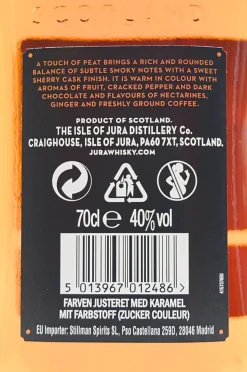 A TOUCH OF PEAT BRINGS A RICH AND ROUNDED
BALANCE OF SUBTLE SMOKY NOTES WITH A SWEET
SHERRY CASK FINISH. IT IS WARM IN COLOUR WITH
AROMAS OF FRUIT, CRACKED PEPPER AND DARK
CHOCOLATE AND FLAVOURS OF NECTARINES,
GINGER AND FRESHLY GROUND COFFEE.
PRODUCT OF SCOTLAND.
THE ISLE OF JURA DISTILLERY Co.
CRAIGHOUSE, ISLE OF JURA, PA60 7XT, SCOTLAND.
JURAWHISKY.COM
70cl e 40%vol
5 013967 012486 >
FARVEN JUSTERET MED KARAMEL
MIT FARBSTOFF (ZUCKER COULEUR)
EU Importer: Stillman Spirits SL, Pso Castellana 259D, 28046 Madrid